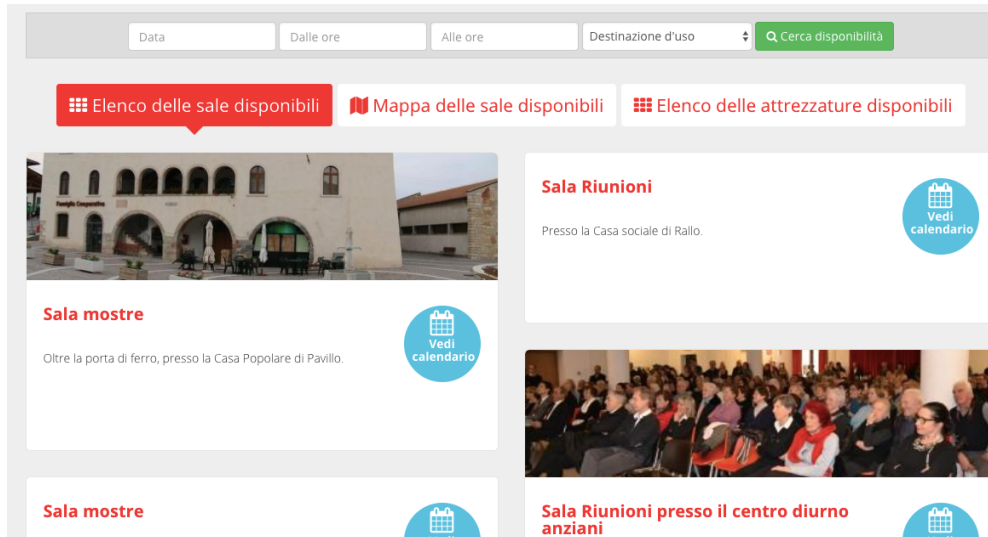 Data
Dalle ore
Alle ore
Destinazione d'uso
Cerca disponibilità
Elenco delle sale disponibili
Mappa delle sale disponibili
Elenco delle attrezzature disponibili
Famiglia Cooperativa
Sala mostre
Oltre la porta di ferro, presso la Casa Popolare di Pavillo.
Vedi
calendario
Sala Riunioni
Presso la Casa sociale di Rallo.
Vedi
calendario
Sala mostre
Sala Riunioni presso il centro diurno
anziani